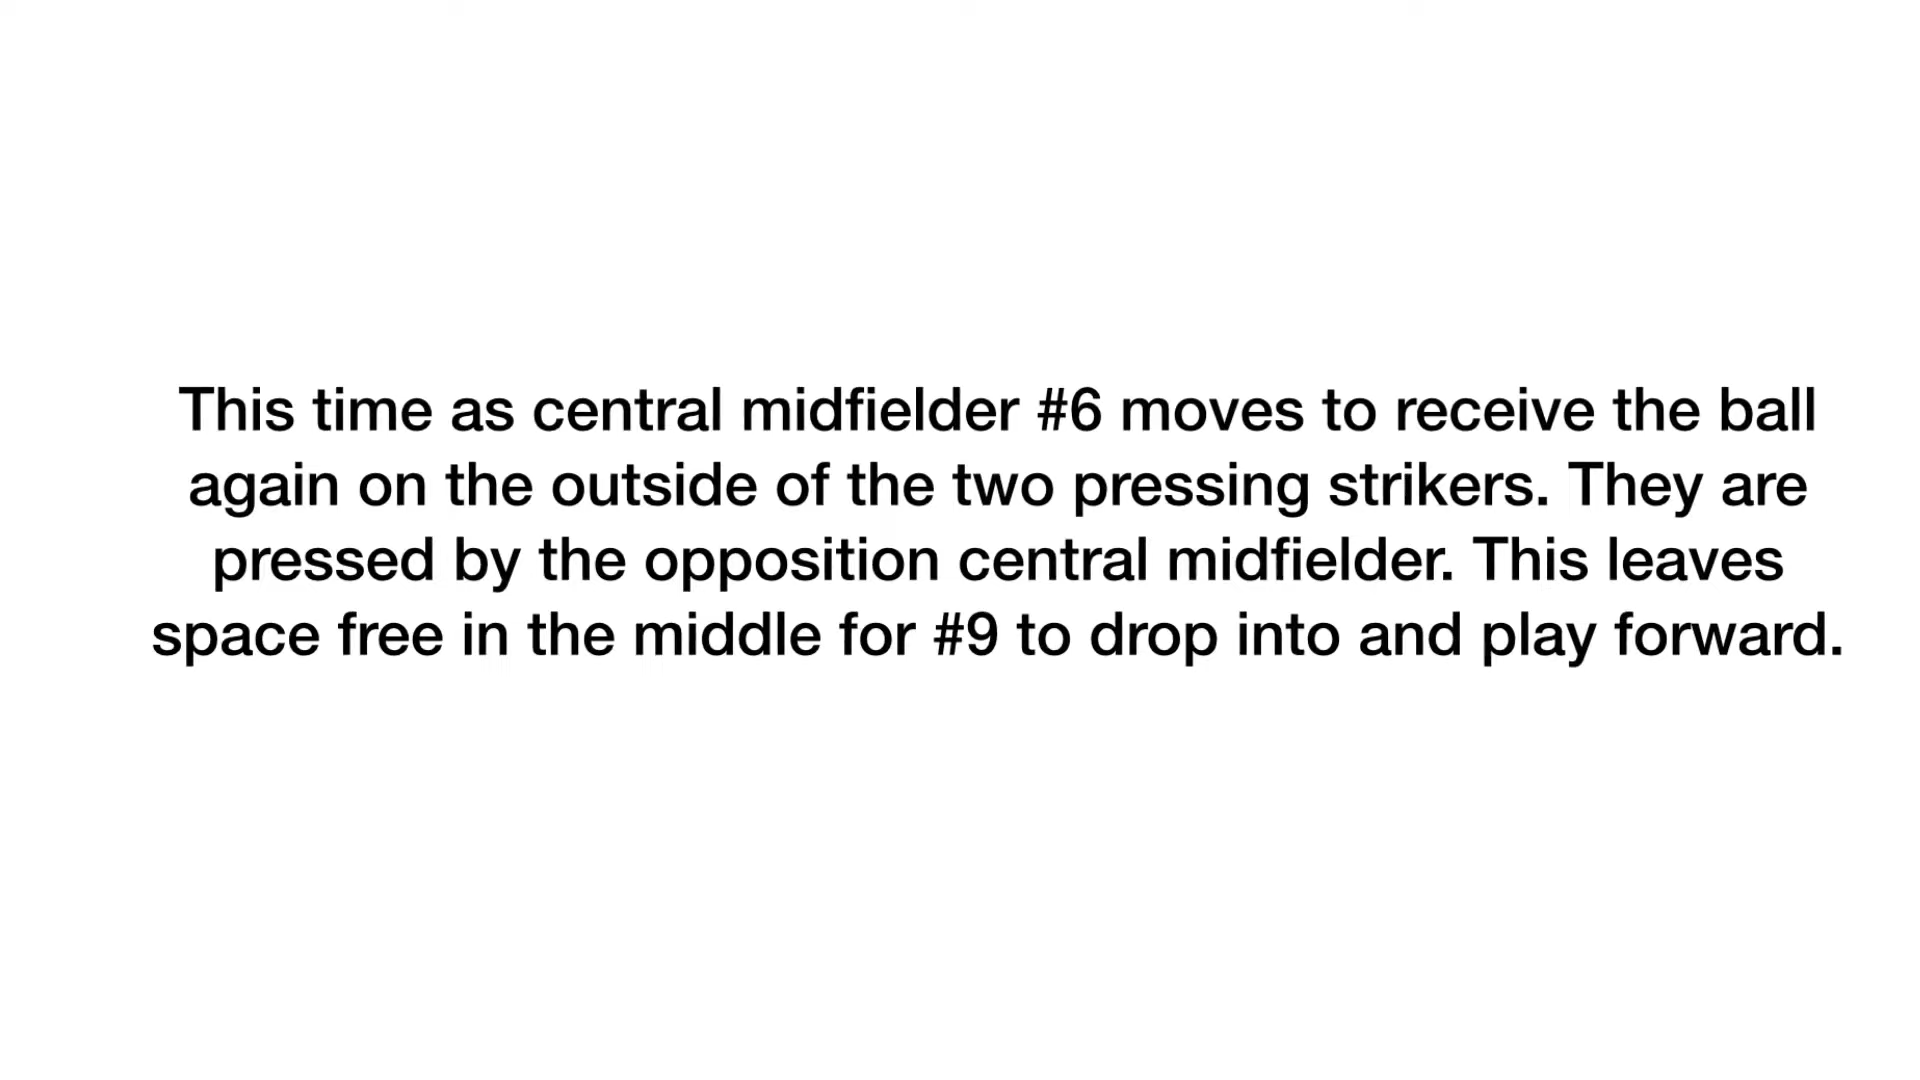 This time as central midfielder #6 moves to receive the ball
again on the outside of the two pressing strikers. They are
pressed by the opposition central midfielder. This leaves
space free in the middle for #9 to drop into and play forward.